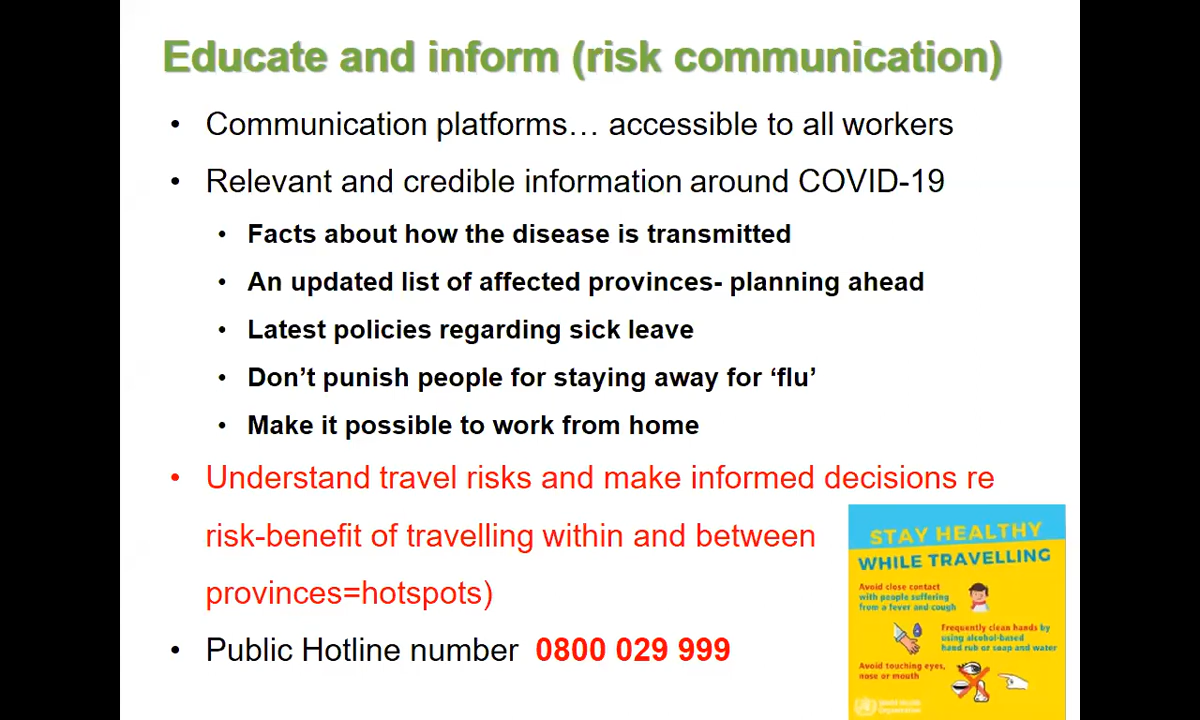 Educate and inform (risk communication)
• Communication platforms… accessible to all workers
• Relevant and credible information around COVID-19
• Facts about how the disease is transmitted
• An updated list of affected provinces- planning ahead
• Latest policies regarding sick leave
• Don’t punish people for staying away for ‘flu’
• Make it possible to work from home
• Understand travel risks and make informed decisions re
risk-benefit of travelling within and between
provinces=hotspots)
• Public Hotline number 0800 029 999
STAY HEALTHY
WHILE TRAVELLING
Avoid close contact
with people suffering
from a fever and cough
Frequently clean hands by
using alcohol-based
hand rub or soap and water
Avoid touching eyes,
nose or mouth
World Health
Organization